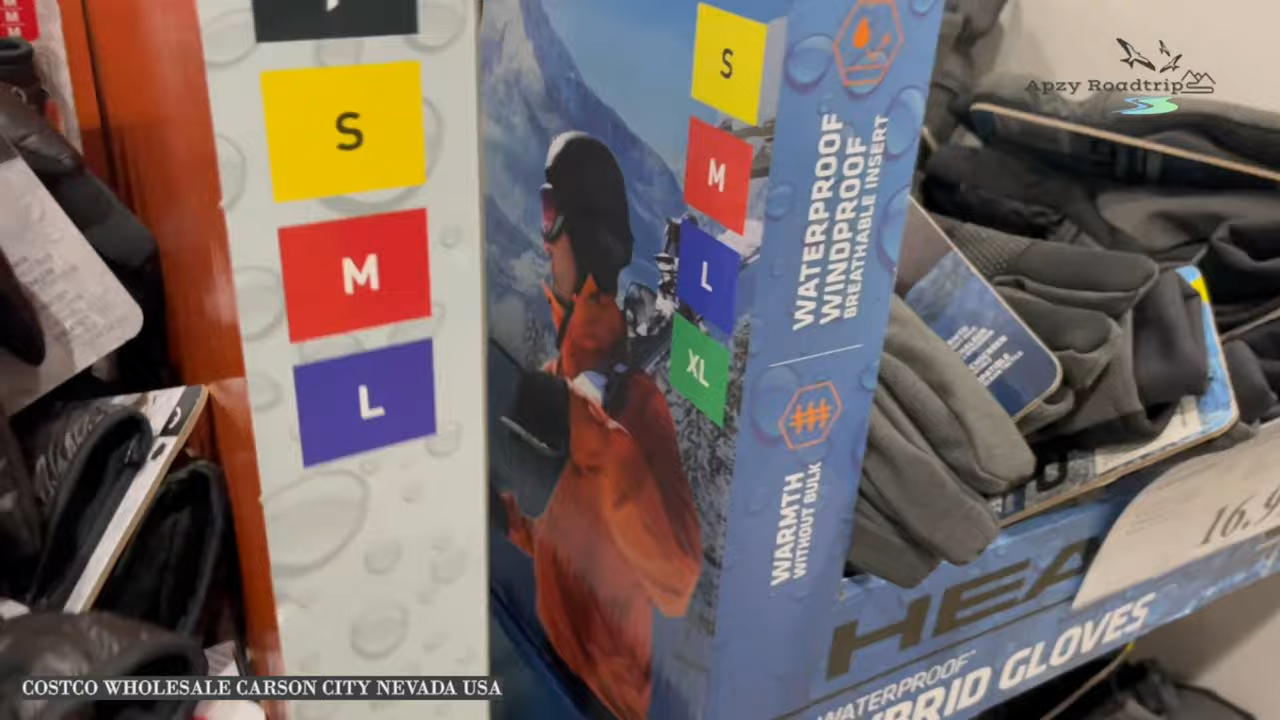 M
M
S
M
L
S
M
L
XL
WATERPROOF
WINDPROOF
BREATHABLE INSERT
WARMTH
WITHOUT BULK
Apzy Roadtrip
16.9
HEA
WATERPROOF
BRID GLOVES
COSTCO WHOLESALE CARSON CITY NEVADA USA